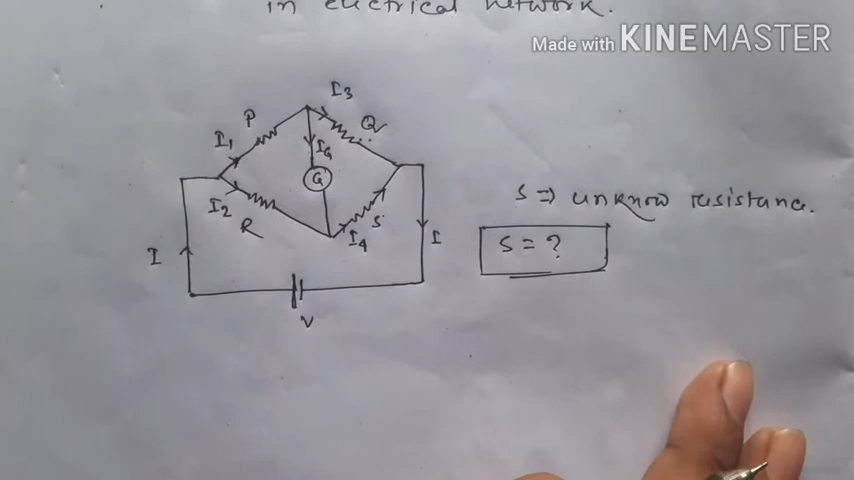 in electrical network.
Made with KINEMASTER
I3
P
Q
I1
IG
G
S => unknow resistance.
I2
R
I4
S
I
I
S = ?
V